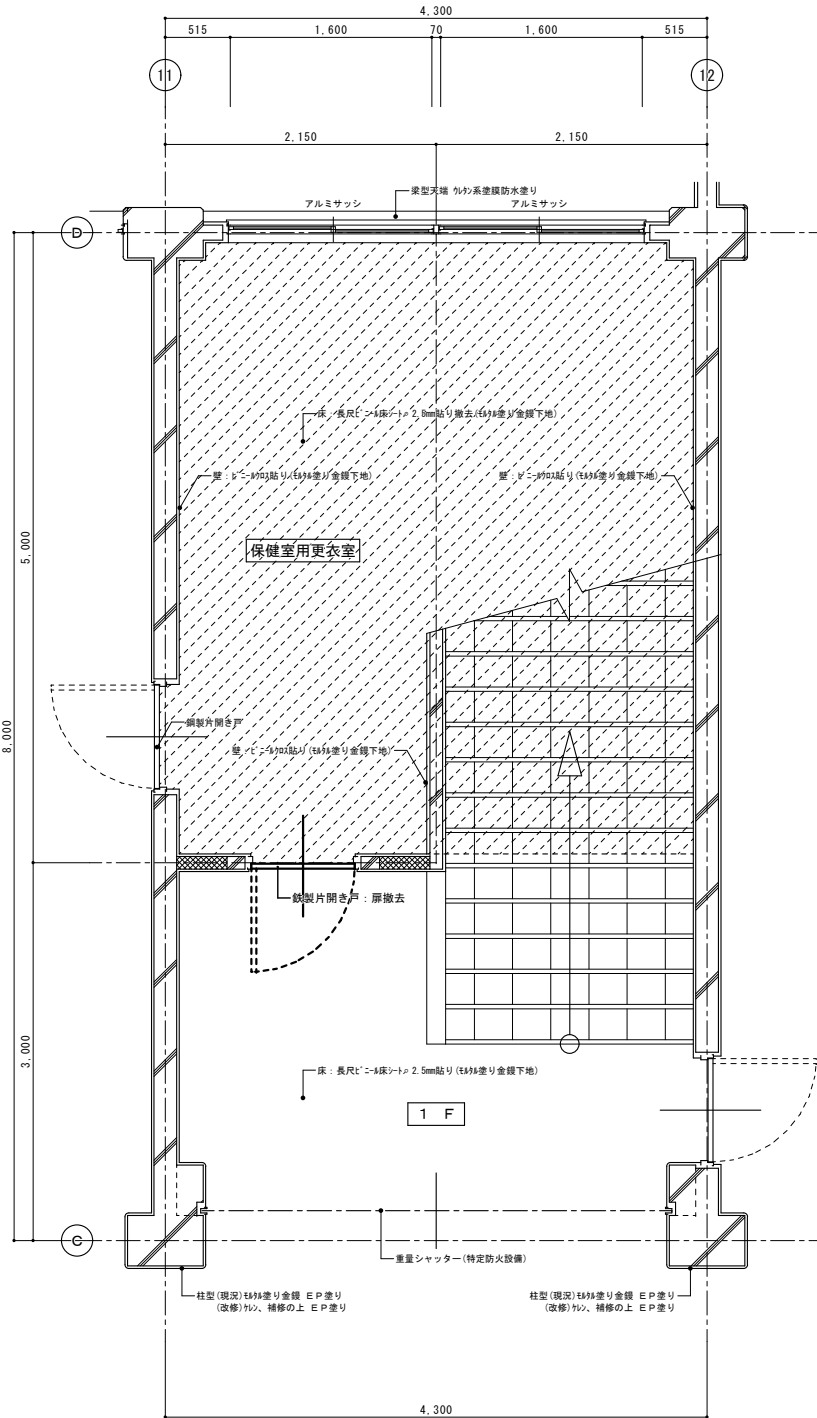 4,300
515
1,600
70
1,600
515
11
12
2,150
2,150
梁型天端 ウレタン系塗膜防水塗り
アルミサッシ
アルミサッシ
D
床：長尺ビニール床シートア 2.8mm貼り撤去(モルタル塗り金鏝下地)
壁：ビニールクロス貼り(モルタル塗り金鏝下地)
壁：ビニールクロス貼り(モルタル塗り金鏝下地)
5,000
保健室用更衣室
8,000
鋼製片開き戸
壁：ビニールクロス貼り(モルタル塗り金鏝下地)
鉄製片開き戸：扉撤去
3,000
床：長尺ビニール床シートア 2.5mm貼り(モルタル塗り金鏝下地)
1 F
C
重量シャッター(特定防火設備)
柱型(現況)モルタル塗り金鏝 EP塗り
(改修)ケレン、補修の上 EP塗り
柱型(現況)モルタル塗り金鏝 EP塗り
(改修)ケレン、補修の上 EP塗り
4,300